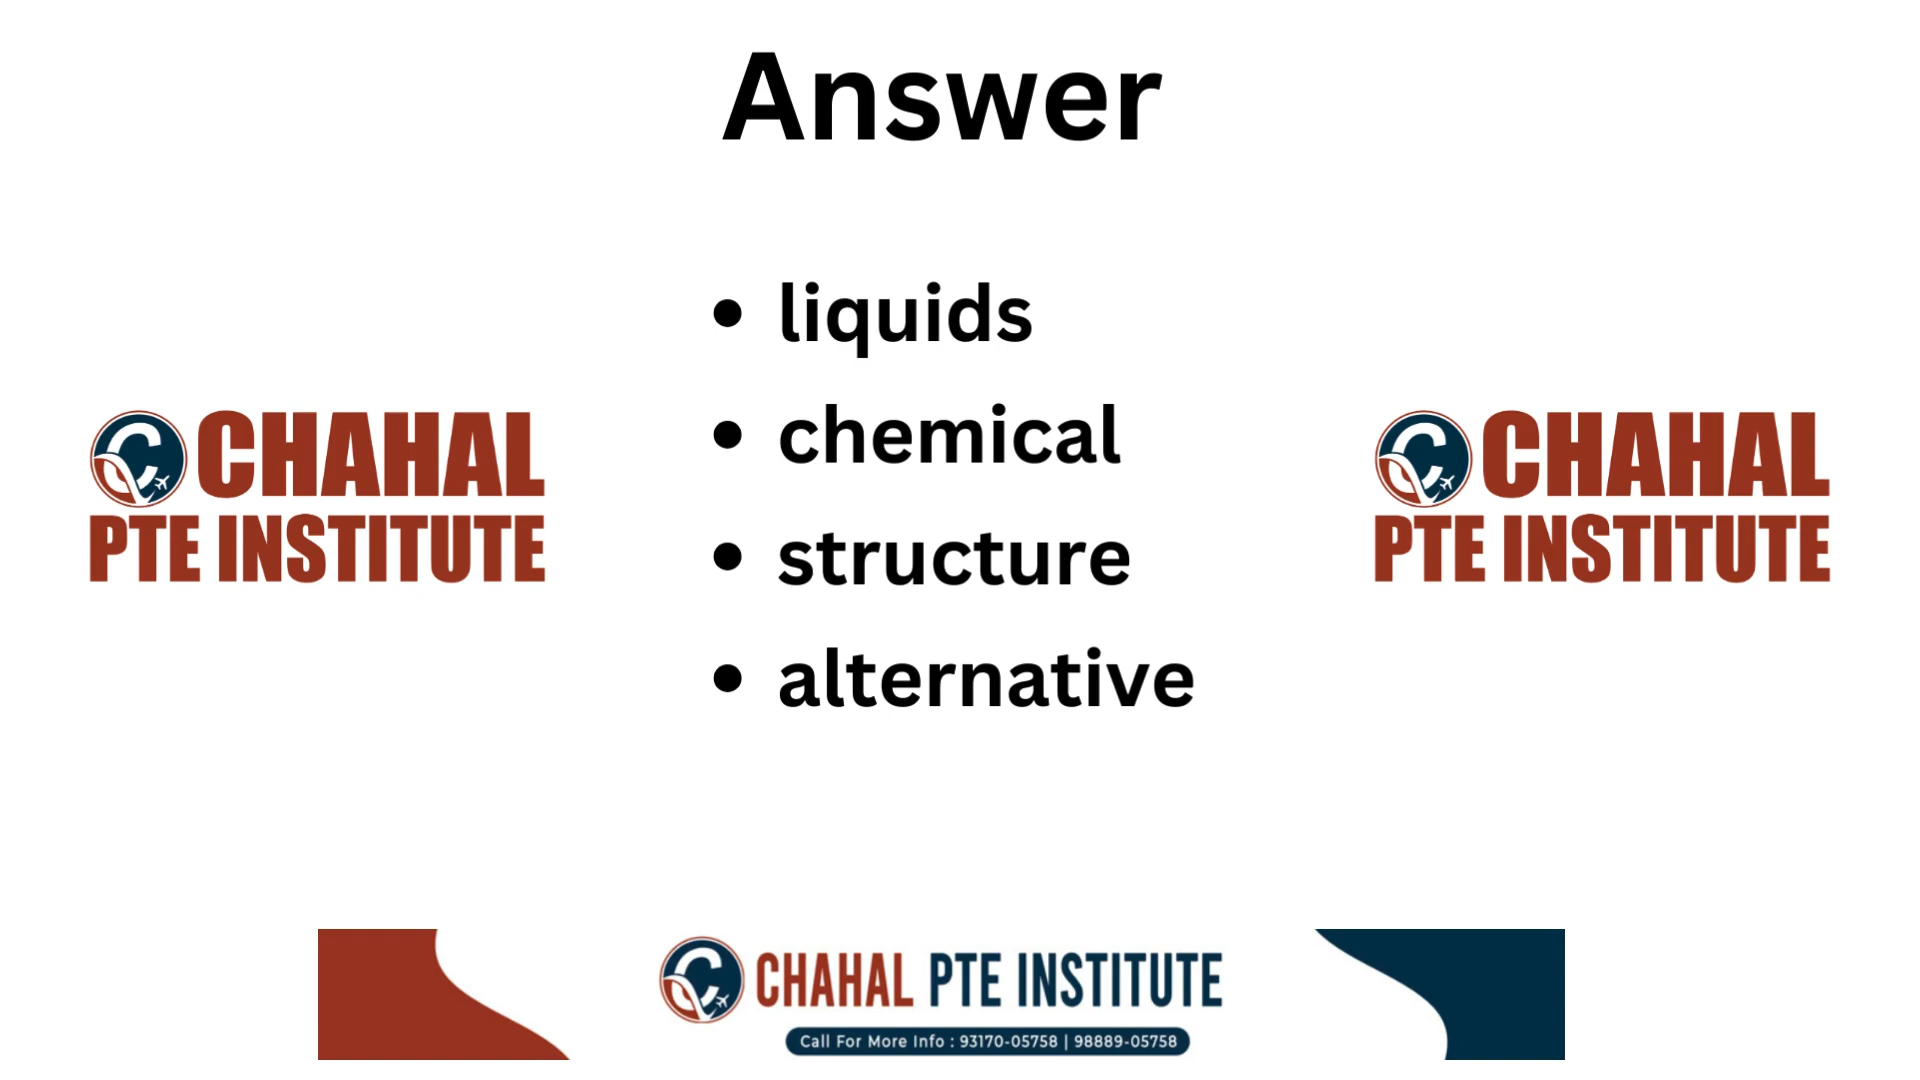 Answer
• liquids
• chemical
• structure
• alternative
CHAHAL
PTE INSTITUTE
CHAHAL
PTE INSTITUTE
CHAHAL PTE INSTITUTE
Call For More Info : 93170-05758 | 98889-05758